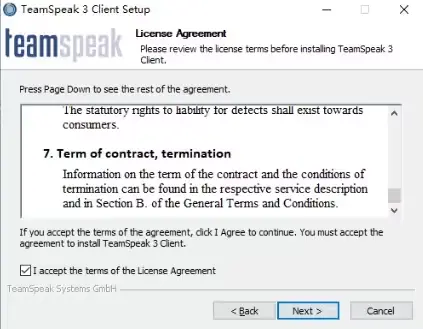 TeamSpeak 3 Client Setup
teamspeak
License Agreement
Please review the license terms before installing TeamSpeak 3
Client.
Press Page Down to see the rest of the agreement.
The statutory rights to liability for defects shall exist towards
consumers.
7. Term of contract, termination
Information on the term of the contract and the conditions of
termination can be found in the respective service description
and in Section B. of the General Terms and Conditions.
If you accept the terms of the agreement, click I Agree to continue. You must accept the
agreement to install TeamSpeak 3 Client.
I accept the terms of the License Agreement
TeamSpeak Systems GmbH
< Back
Next >
Cancel